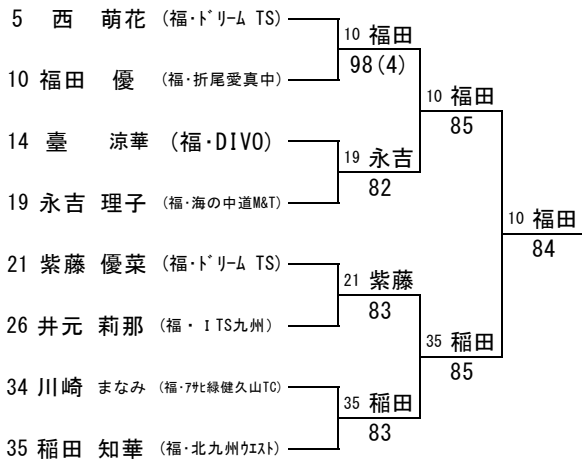 5 西 萌花 (福・ドリーム TS)
10 福田
98(4)
10 福田 優 (福・折尾愛真中)
10 福田
85
14 臺 涼華 (福・DIVO)
19 永吉
82
19 永吉 理子 (福・海の中道M&T)
10 福田
84
21 紫藤 優菜 (福・ドリーム TS)
21 紫藤
83
26 井元 莉那 (福・ITS九州)
35 稲田
85
34 川崎 まなみ (福・アサヒ緑健久山TC)
35 稲田
83
35 稲田 知華 (福・北九州ウエスト)